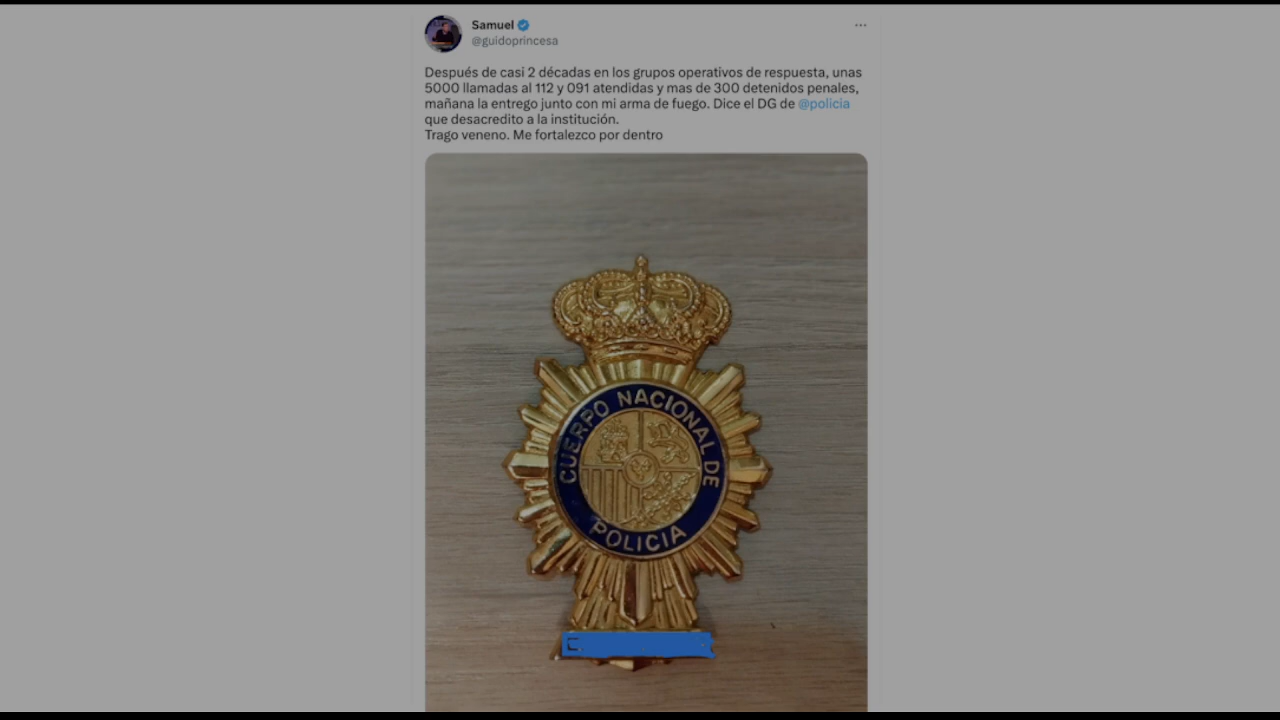 Samuel
@guidoprincesa
Después de casi 2 décadas en los grupos operativos de respuesta, unas
5000 llamadas al 112 y 091 atendidas y mas de 300 detenidos penales,
mañana la entrego junto con mi arma de fuego. Dice el DG de @policia
que desacredito a la institución.
Trago veneno. Me fortalezco por dentro
CUERPO NACIONAL DE
POLICIA